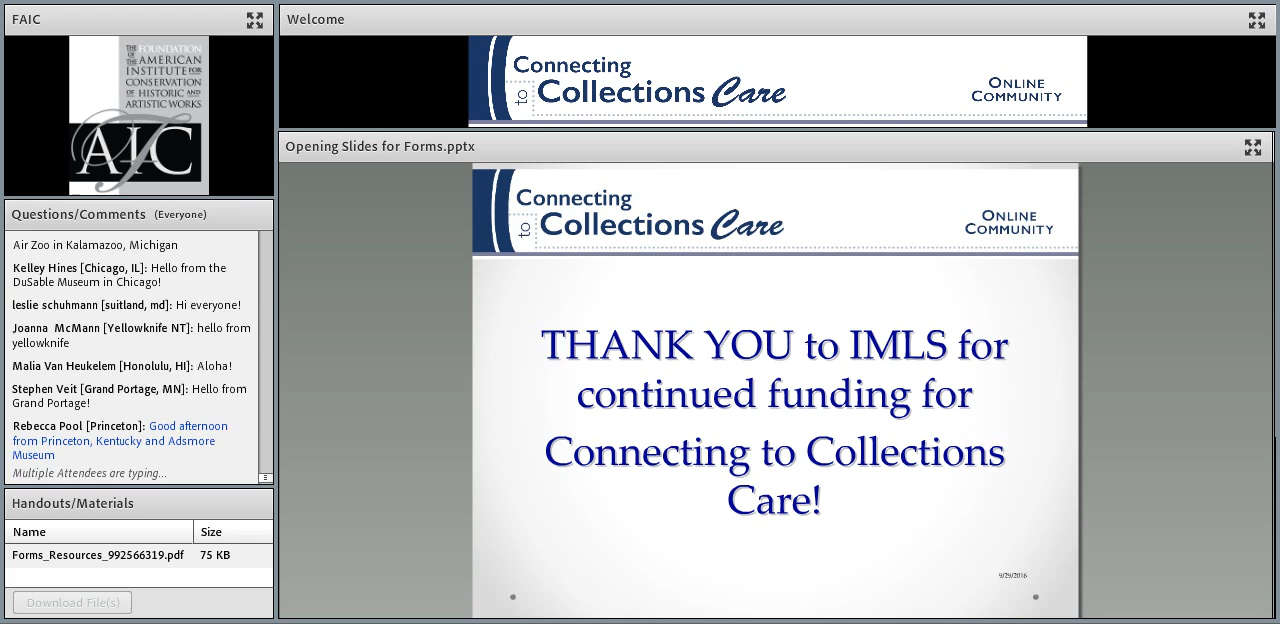 FAIC
THE FOUNDATION
OF THE AMERICAN
INSTITUTE FOR
CONSERVATION
OF HISTORIC AND
ARTISTIC WORKS
AIC
Questions/Comments (Everyone)
Air Zoo in Kalamazoo, Michigan
Kelley Hines [Chicago, IL]: Hello from the
DuSable Museum in Chicago!
leslie schuhmann [suitland, md]: Hi everyone!
Joanna McMann [Yellowknife NT]: hello from
yellowknife
Malia Van Heukelem [Honolulu, HI]: Aloha!
Stephen Veit [Grand Portage, MN]: Hello from
Grand Portage!
Rebecca Pool [Princeton]: Good afternoon
from Princeton, Kentucky and Adsmore
Museum
Multiple Attendees are typing...
Handouts/Materials
Name Size
Forms_Resources_992566319.pdf 75 KB
Download File(s)
Welcome
Connecting
to Collections Care
ONLINE
COMMUNITY
Opening Slides for Forms.pptx
Connecting
to Collections Care
ONLINE
COMMUNITY
THANK YOU to IMLS for
continued funding for
Connecting to Collections
Care!
9/29/2016